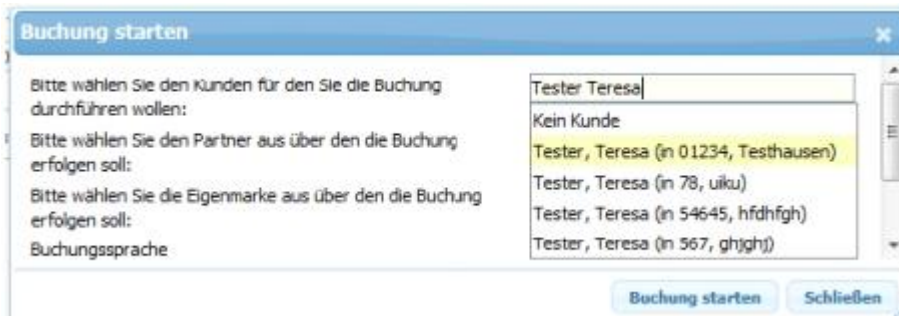 Buchung starten
Bitte wählen Sie den Kunden für den Sie die Buchung
durchführen wollen:
Tester Teresa
Kein Kunde
Bitte wählen Sie den Partner aus über den die Buchung
erfolgen soll:
Tester, Teresa (in 01234, Testhausen)
Tester, Teresa (in 78, uiku)
Bitte wählen Sie die Eigenmarke aus über den die Buchung
erfolgen soll:
Tester, Teresa (in 54645, hfdhfgh)
Buchungssprache
Tester, Teresa (in 567, ghjghj)
Buchung starten
Schließen